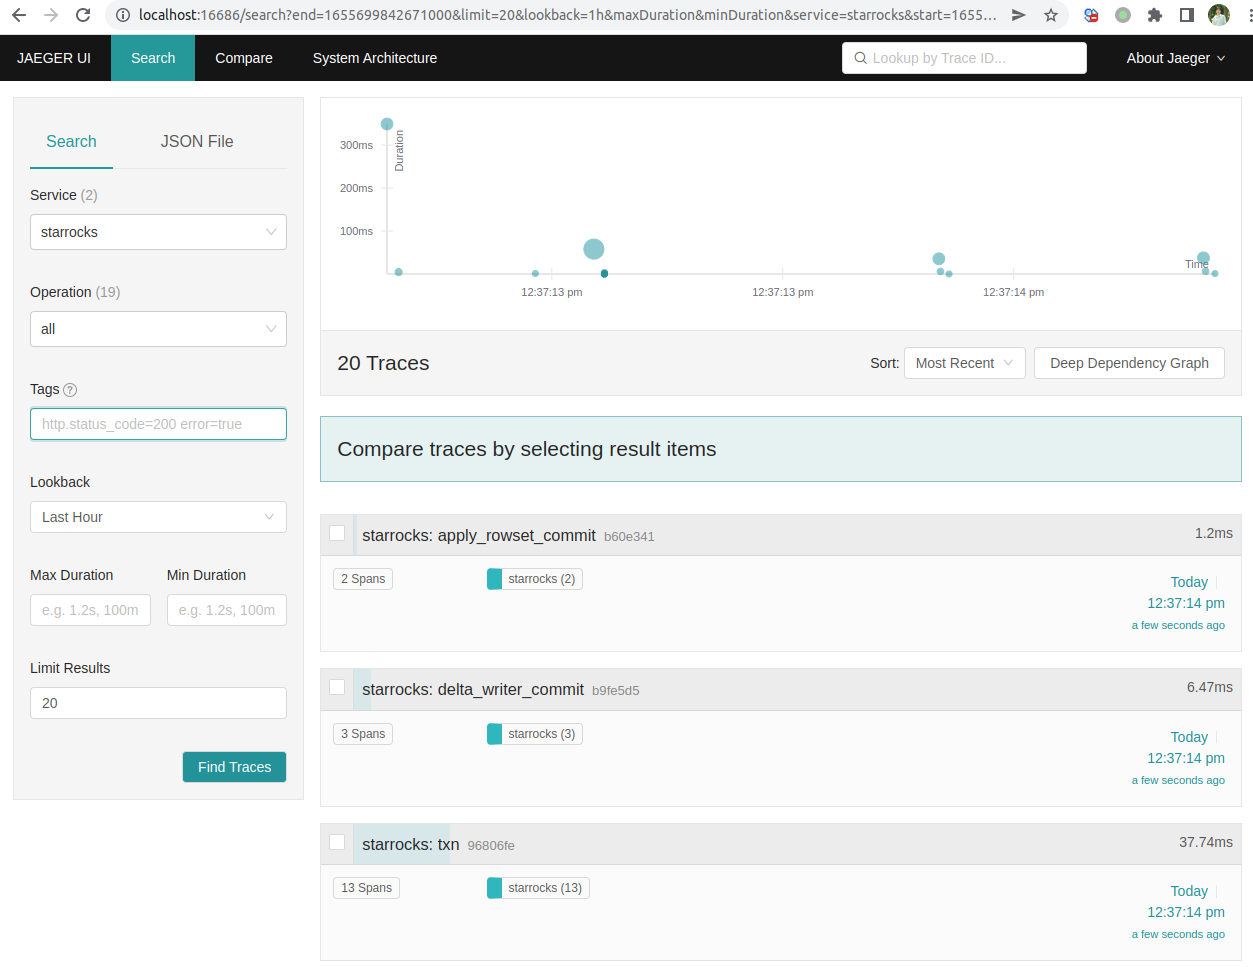 localhost:16686/search?end=1655699842671000&limit=20&lookback=1h&maxDuration&minDuration&service=starrocks&start=1655...
JAEGER UI Search Compare System Architecture Lookup by Trace ID... About Jaeger
Search JSON File
Service (2)
starrocks
Operation (19)
all
Tags ?
http.status_code=200 error=true
Lookback
Last Hour
Max Duration Min Duration
e.g. 1.2s, 100m e.g. 1.2s, 100m
Limit Results
20
Find Traces
300ms
200ms
100ms
Duration
Time
12:37:13 pm 12:37:13 pm 12:37:14 pm
20 Traces Sort: Most Recent Deep Dependency Graph
Compare traces by selecting result items
starrocks: apply_rowset_commit b60e341 1.2ms
2 Spans starrocks (2) Today
12:37:14 pm
a few seconds ago
starrocks: delta_writer_commit b9fe5d5 6.47ms
3 Spans starrocks (3) Today
12:37:14 pm
a few seconds ago
starrocks: txn 96806fe 37.74ms
13 Spans starrocks (13) Today
12:37:14 pm
a few seconds ago